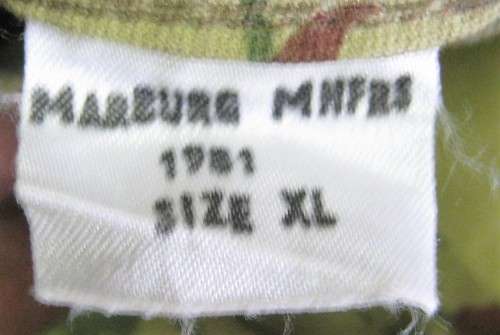 MARBURG MNFRS
1981
SIZE XL